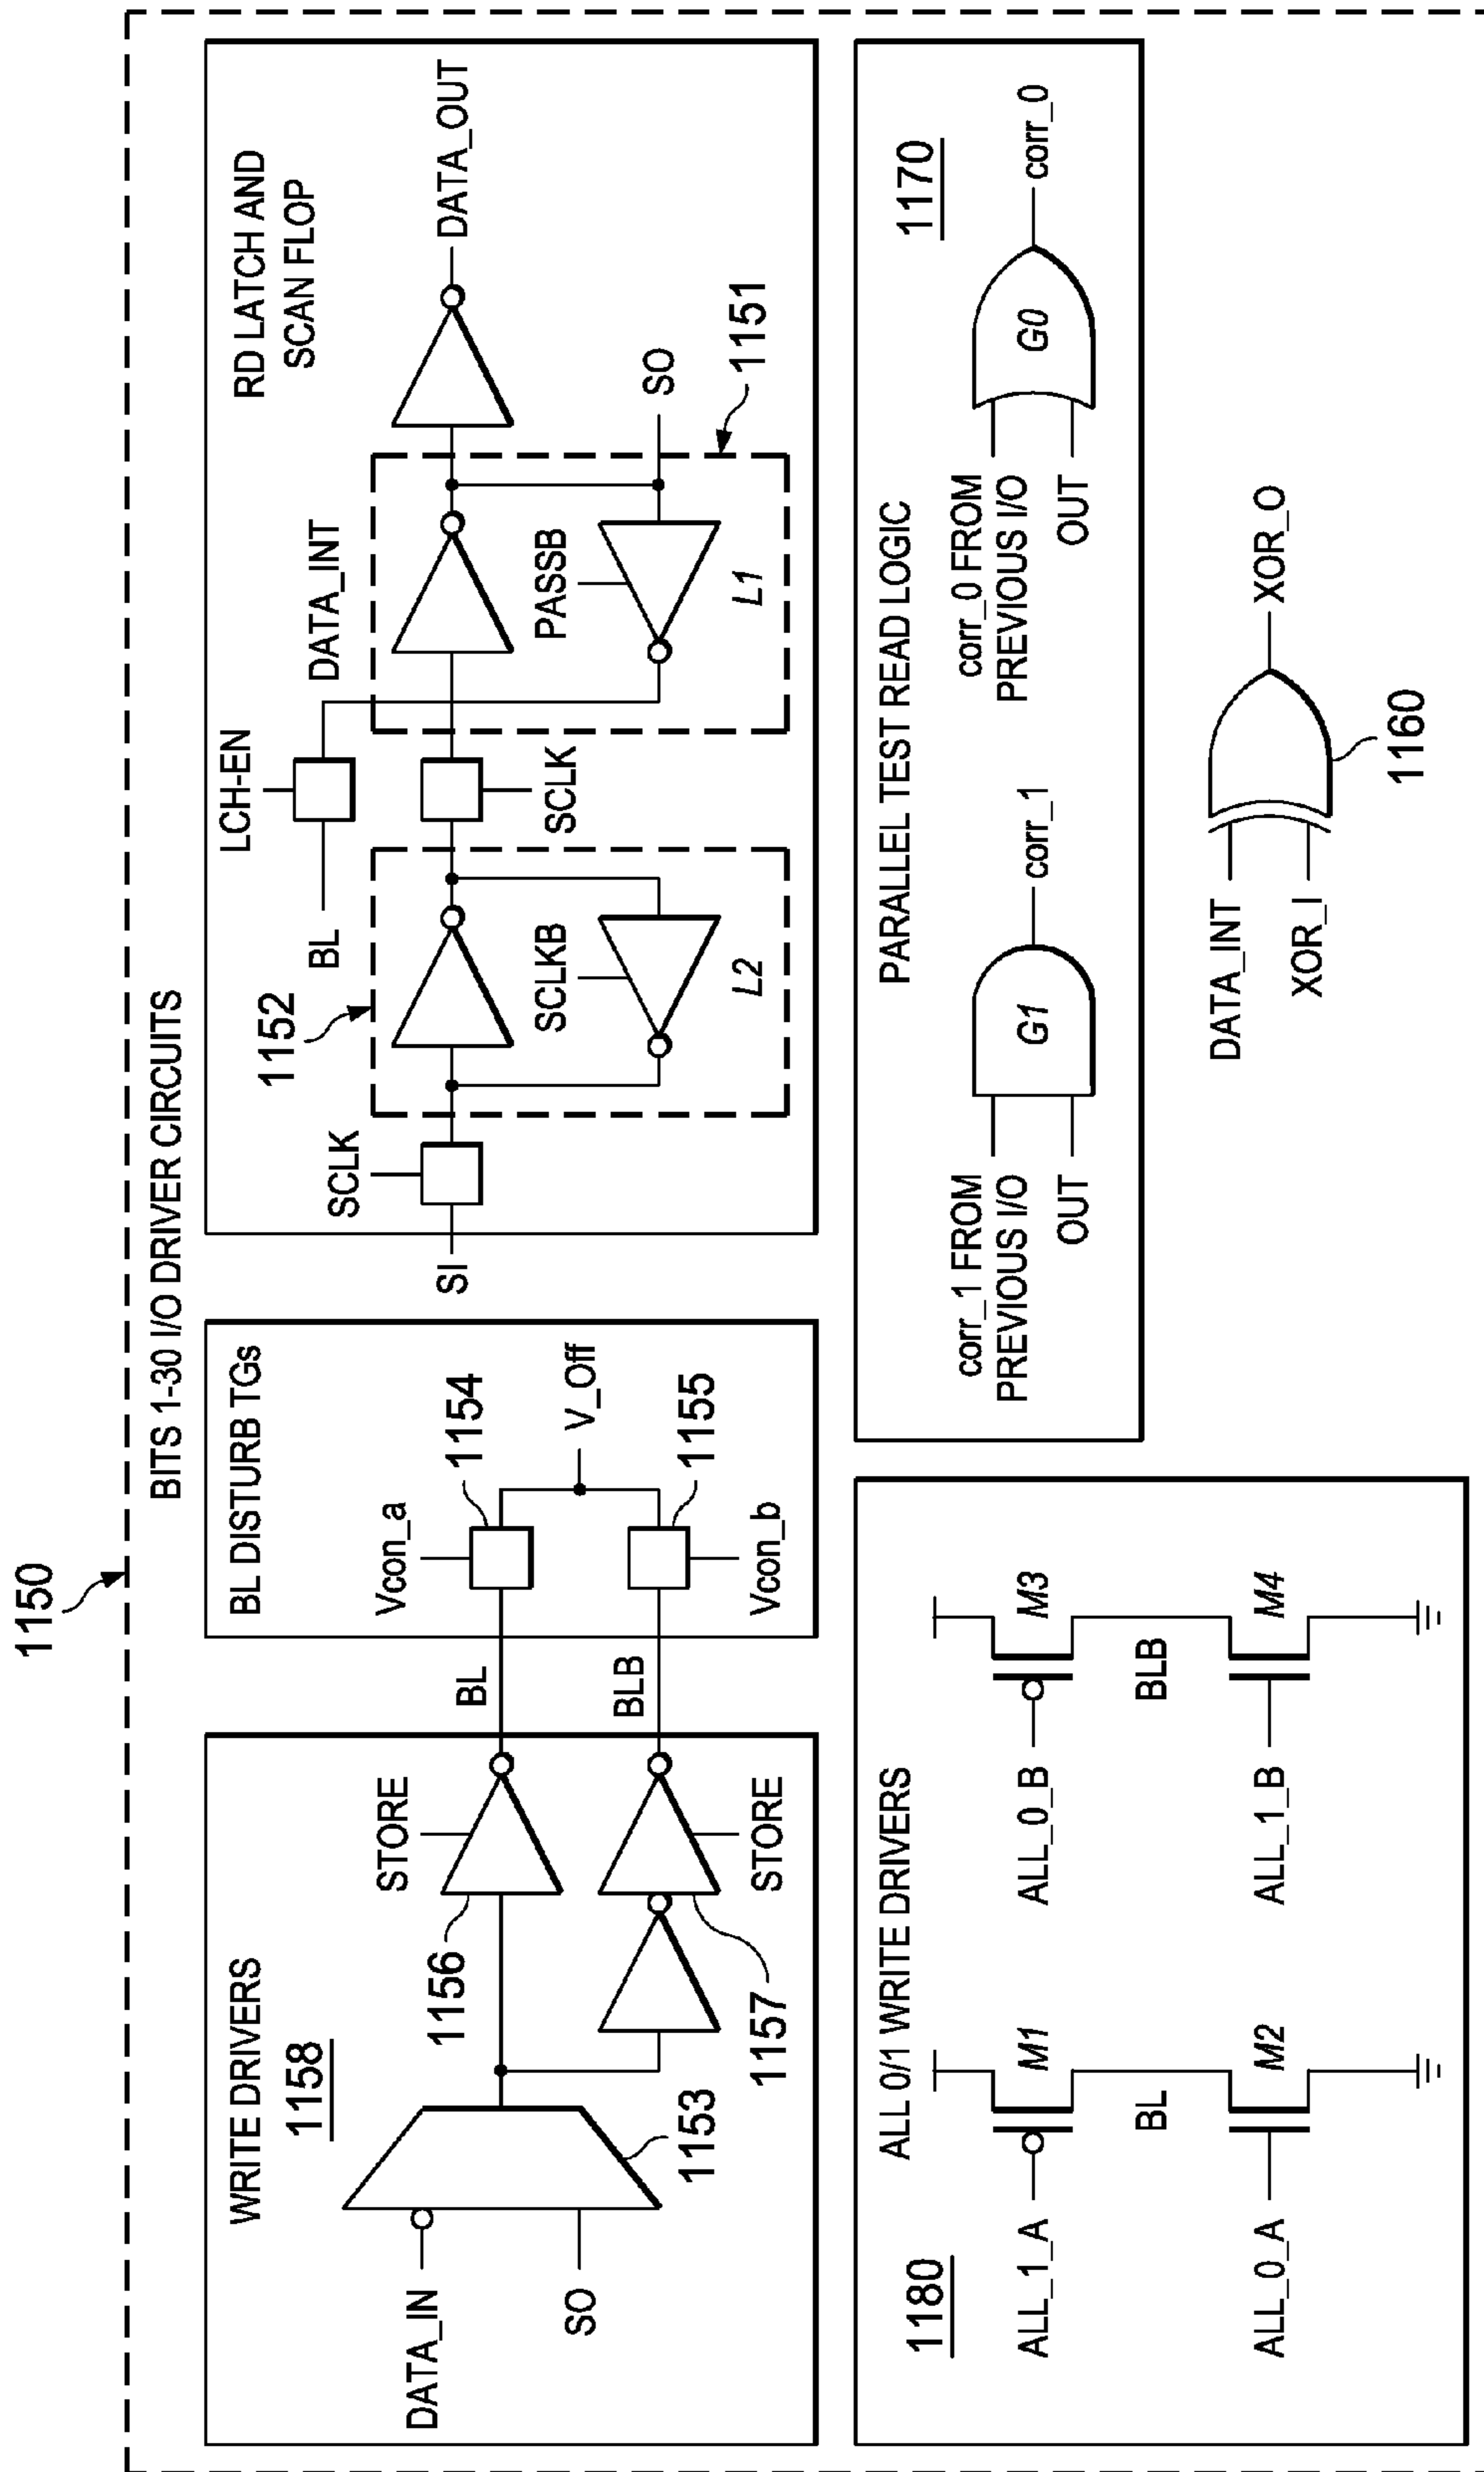 1150
BITS 1-30 I/O DRIVER CIRCUITS
WRITE DRIVERS
1158
DATA_IN
SO
1153
1156
STORE
1157
STORE
BL
BLB
BL DISTURB TGs
Vcon_a
1154
V_Off
1155
Vcon_b
RD LATCH AND
SCAN FLOP
SI
SCLK
1152
SCLKB
L2
BL
LCH-EN
SCLK
DATA_INT
PASSB
L1
SO
1151
DATA_OUT
ALL 0/1 WRITE DRIVERS
1180
ALL_1_A
M1
BL
ALL_0_A
M2
ALL_0_B
M3
BLB
ALL_1_B
M4
PARALLEL TEST READ LOGIC
1170
corr_1 FROM
PREVIOUS I/O
OUT
G1
corr_1
corr_0 FROM
PREVIOUS I/O
OUT
G0
corr_0
DATA_INT
XOR_I
XOR_O
1160